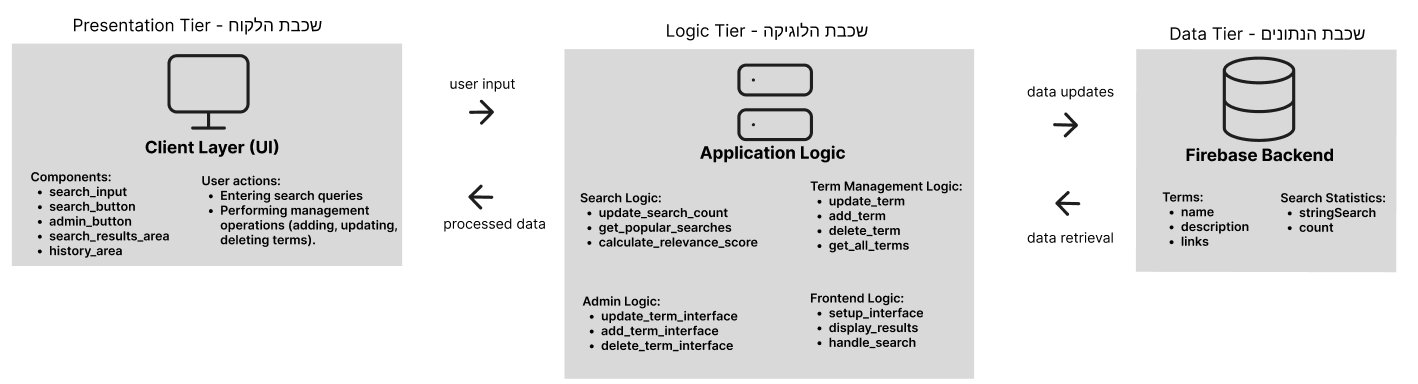 Presentation Tier - שכבת הלקוח
Client Layer (UI)
Components:
• search_input
• search_button
• admin_button
• search_results_area
• history_area
User actions:
• Entering search queries
• Performing management
operations (adding, updating,
deleting terms).
user input
processed data
Logic Tier - שכבת הלוגיקה
Application Logic
Search Logic:
• update_search_count
• get_popular_searches
• calculate_relevance_score
Term Management Logic:
• update_term
• add_term
• delete_term
• get_all_terms
Admin Logic:
• update_term_interface
• add_term_interface
• delete_term_interface
Frontend Logic:
• setup_interface
• display_results
• handle_search
data updates
data retrieval
Data Tier - שכבת הנתונים
Firebase Backend
Terms:
• name
• description
• links
Search Statistics:
• stringSearch
• count